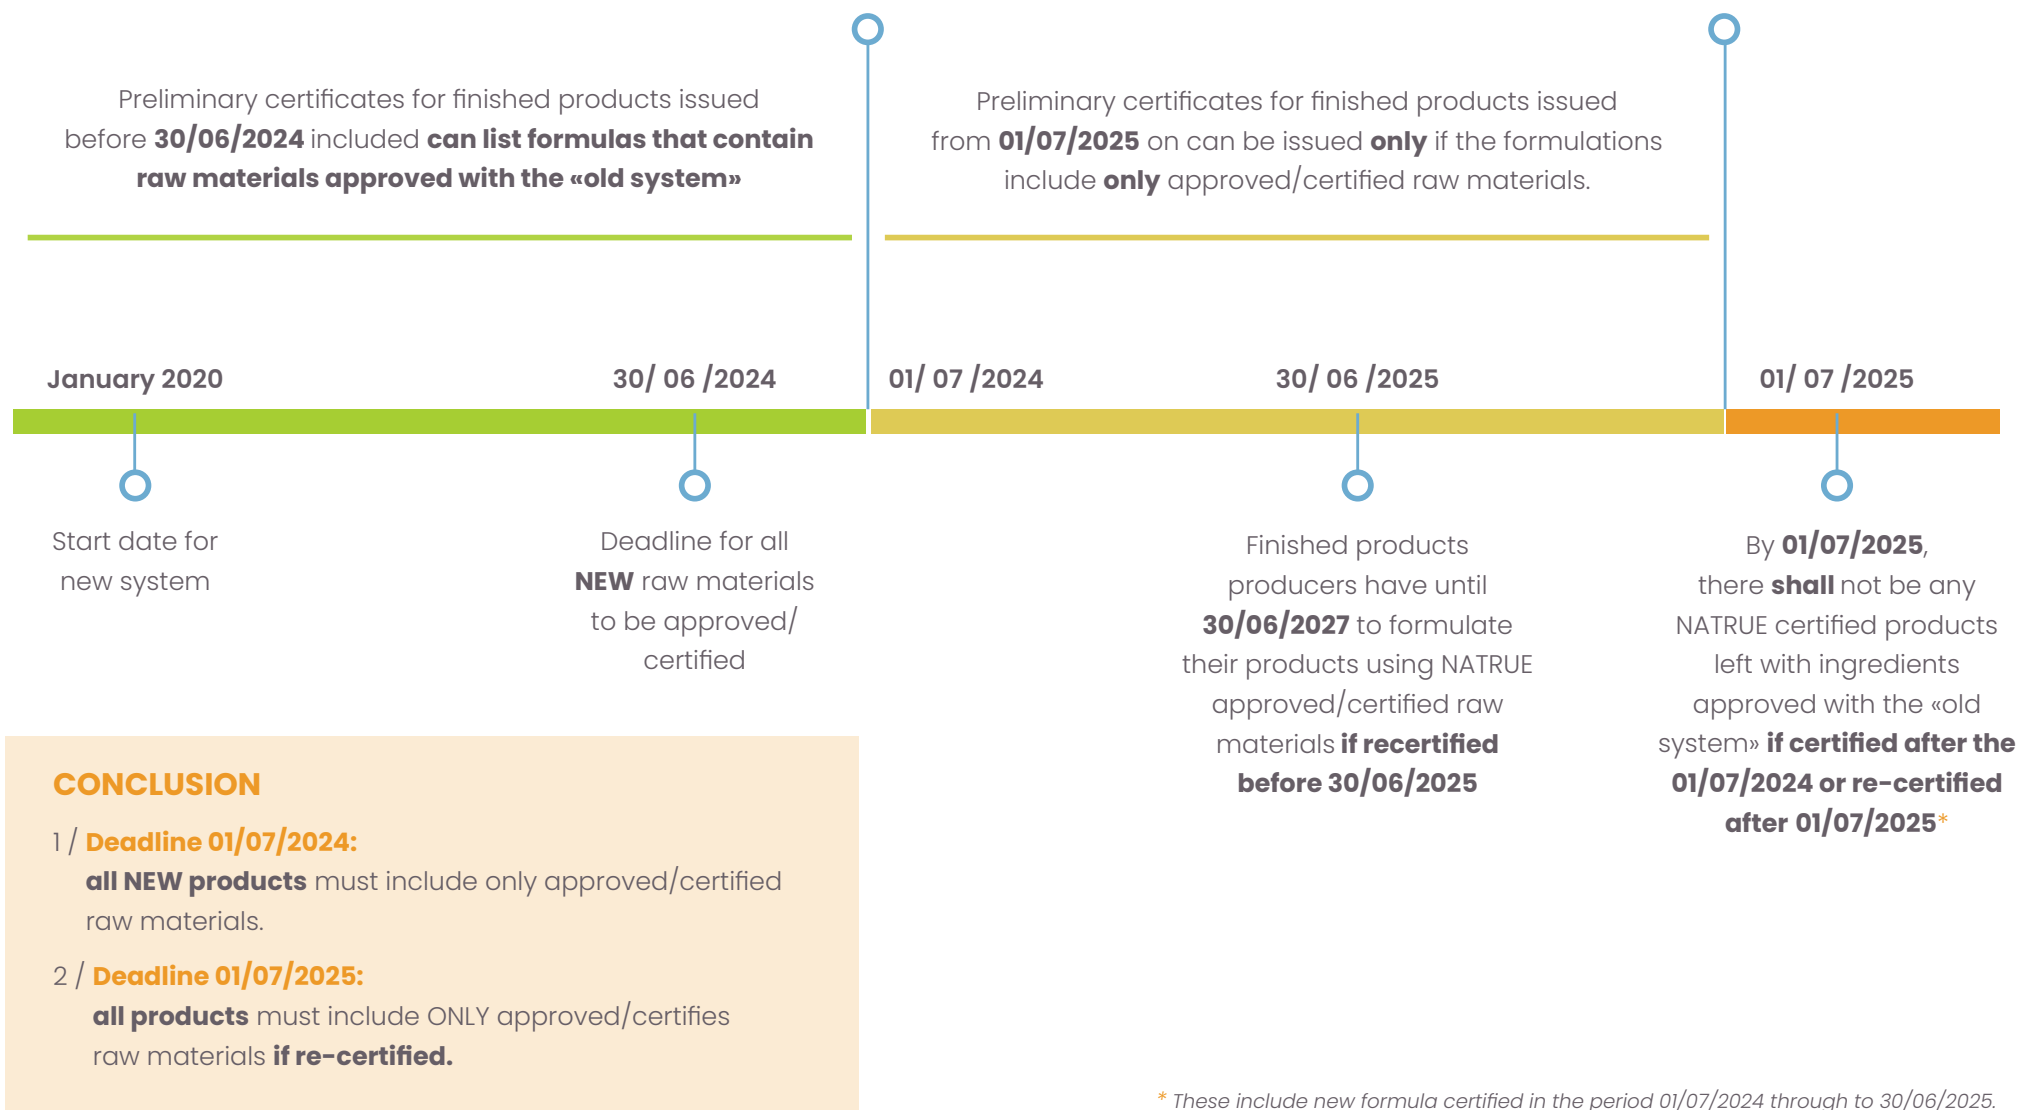 Preliminary certificates for finished products issued
before 30/06/2024 included can list formulas that contain
raw materials approved with the «old system»
Preliminary certificates for finished products issued
from 01/07/2025 on can be issued only if the formulations
include only approved/certified raw materials.
January 2020
30/ 06 /2024
01/ 07 /2024
30/ 06 /2025
01/ 07 /2025
Start date for
new system
Deadline for all
NEW raw materials
to be approved/
certified
Finished products
producers have until
30/06/2027 to formulate
their products using NATRUE
approved/certified raw
materials if recertified
before 30/06/2025
By 01/07/2025,
there shall not be any
NATRUE certified products
left with ingredients
approved with the «old
system» if certified after the
01/07/2024 or re-certified
after 01/07/2025*
CONCLUSION
1 / Deadline 01/07/2024:
all NEW products must include only approved/certified
raw materials.
2 / Deadline 01/07/2025:
all products must include ONLY approved/certifies
raw materials if re-certified.
* These include new formula certified in the period 01/07/2024 through to 30/06/2025.